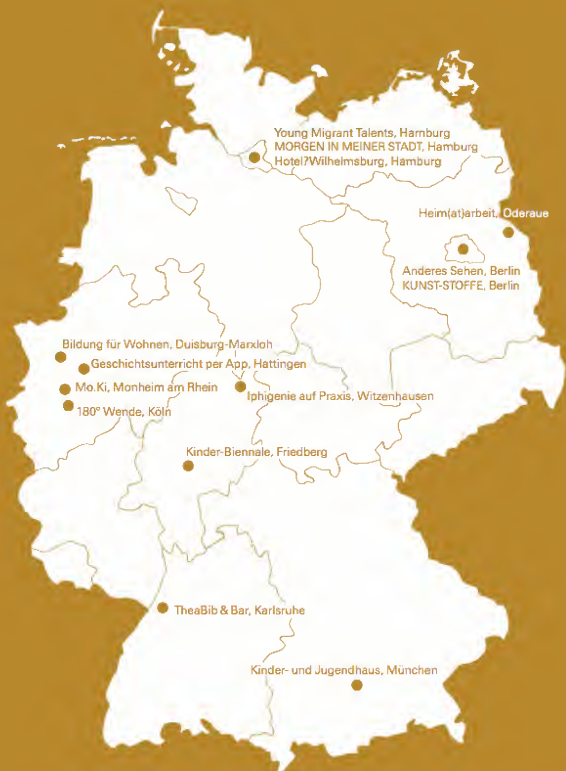 Young Migrant Talents, Hamburg
MORGEN IN MEINER STADT, Hamburg
Hotel?Wilhelmsburg, Hamburg
Heim(at)arbeit, Oderaue
Anderes Sehen, Berlin
KUNST-STOFFE, Berlin
Bildung für Wohnen, Duisburg-Marxloh
Geschichtsunterricht per App, Hattingen
Mo.Ki, Monheim am Rhein
Iphigenie auf Praxis, Witzenhausen
180° Wende, Köln
Kinder-Biennale, Friedberg
TheaBib & Bar, Karlsruhe
Kinder- und Jugendhaus, München